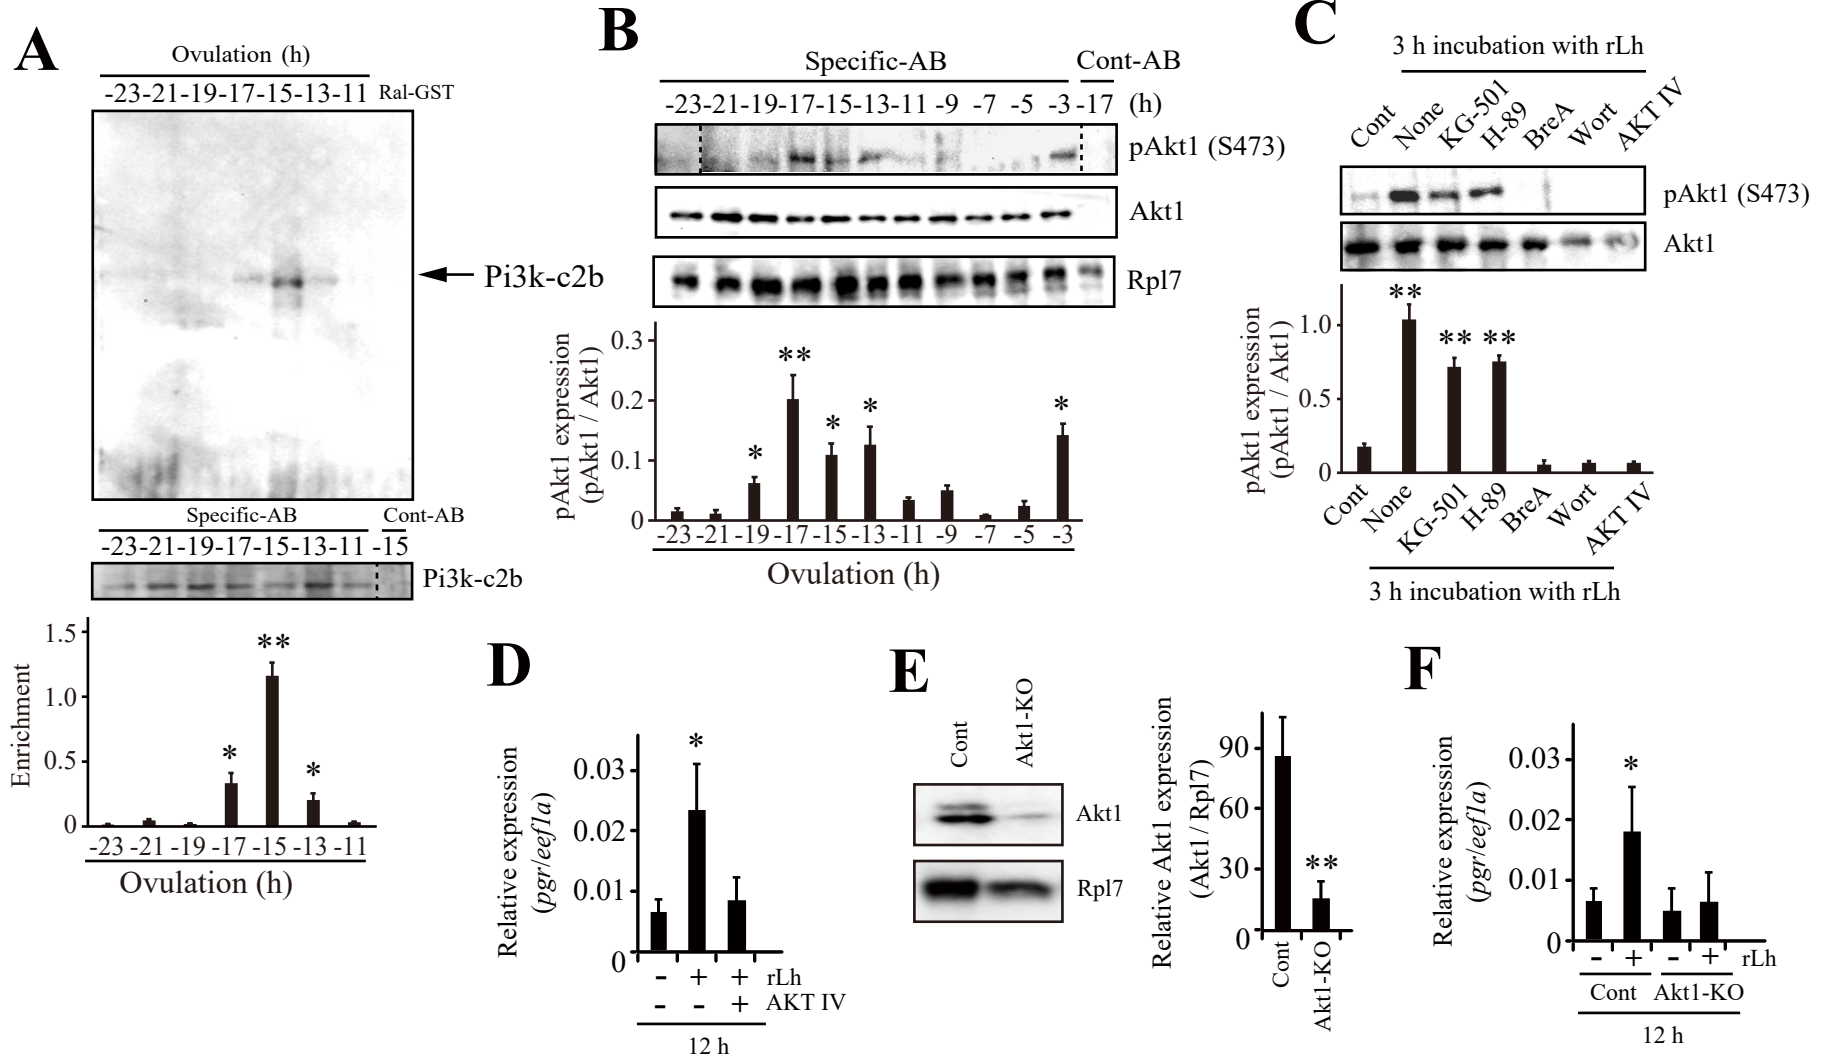 A
Ovulation (h)
-23-21-19-17-15-13-11 Ral-GST
Pi3k-c2b
Specific-AB Cont-AB
-23-21-19-17-15-13-11 -15
Pi3k-c2b
Enrichment
1.5
1.0
0.5
0
** * *
-23 -21 -19 -17 -15 -13 -11
Ovulation (h)
B
Specific-AB Cont-AB
-23-21 -19 -17 -15 -13 -11 -9 -7 -5 -3 -17 (h)
pAkt1 (S473)
Akt1
Rpl7
pAkt1 expression
(pAkt1 / Akt1)
0.3
0.2
0.1
0
* ** * * *
-23 -21 -19 -17 -15 -13 -11 -9 -7 -5 -3
Ovulation (h)
C
3 h incubation with rLh
Cont None KG-501 H-89 BreA Wort AKT IV
pAkt1 (S473)
Akt1
pAkt1 expression
(pAkt1 / Akt1)
1.0
0.5
0
** ** **
Cont None KG-501 H-89 BreA Wort AKT IV
3 h incubation with rLh
D
Relative expression
(pgr/eef1a)
0.03
0.02
0.01
0
*
- + + rLh
- - + AKT IV
12 h
E
Cont Akt1-KO
Akt1
Rpl7
Relative Akt1 expression
(Akt1 / Rpl7)
90
60
30
0
**
Cont Akt1-KO
F
Relative expression
(pgr/eef1a)
0.03
0.02
0.01
0
*
- + - + rLh
Cont Akt1-KO
12 h